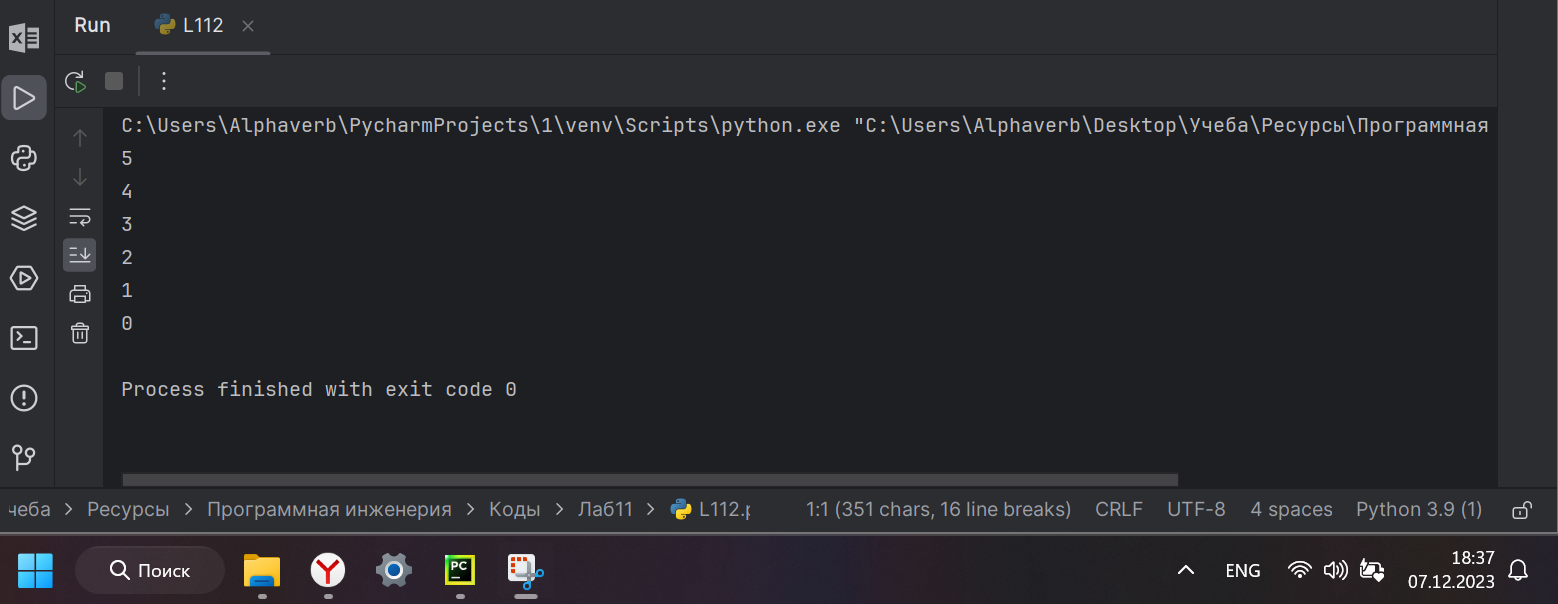 Run L112
C:\Users\Alphaverb\PycharmProjects\1\venv\Scripts\python.exe "C:\Users\Alphaverb\Desktop\Учеба\Ресурсы\Программная
5
4
3
2
1
0
Process finished with exit code 0
чеба > Ресурсы > Программная инженерия > Коды > Лаб11 > L112.p 1:1 (351 chars, 16 line breaks) CRLF UTF-8 4 spaces Python 3.9 (1)
Поиск PC ENG 18:37
07.12.2023